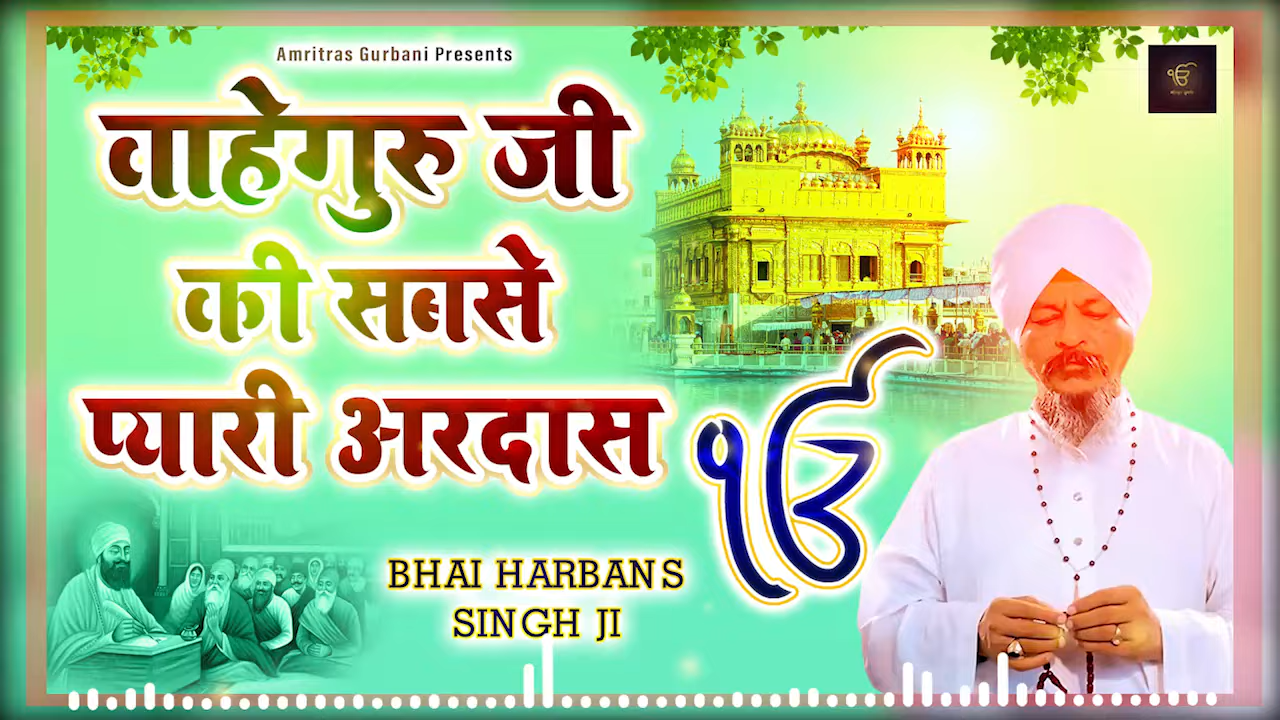 Amritras Gurbani Presents
वाहेगुरु जी
की सबसे
प्यारी अरदास
ੴ
BHAI HARBANS
SINGH JI
ੴ